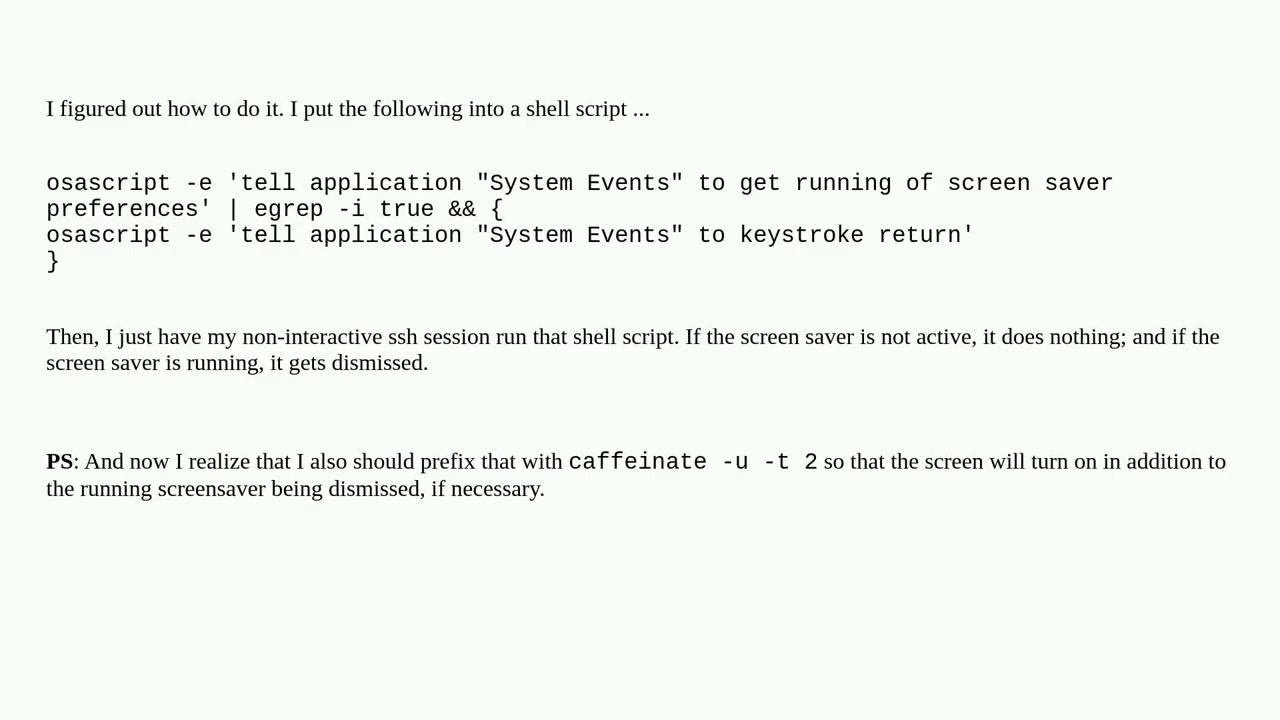 I figured out how to do it. I put the following into a shell script ...
osascript -e 'tell application "System Events" to get running of screen saver
preferences' | egrep -i true && {
osascript -e 'tell application "System Events" to keystroke return'
}
Then, I just have my non-interactive ssh session run that shell script. If the screen saver is not active, it does nothing; and if the
screen saver is running, it gets dismissed.
PS: And now I realize that I also should prefix that with caffeinate -u -t 2 so that the screen will turn on in addition to
the running screensaver being dismissed, if necessary.